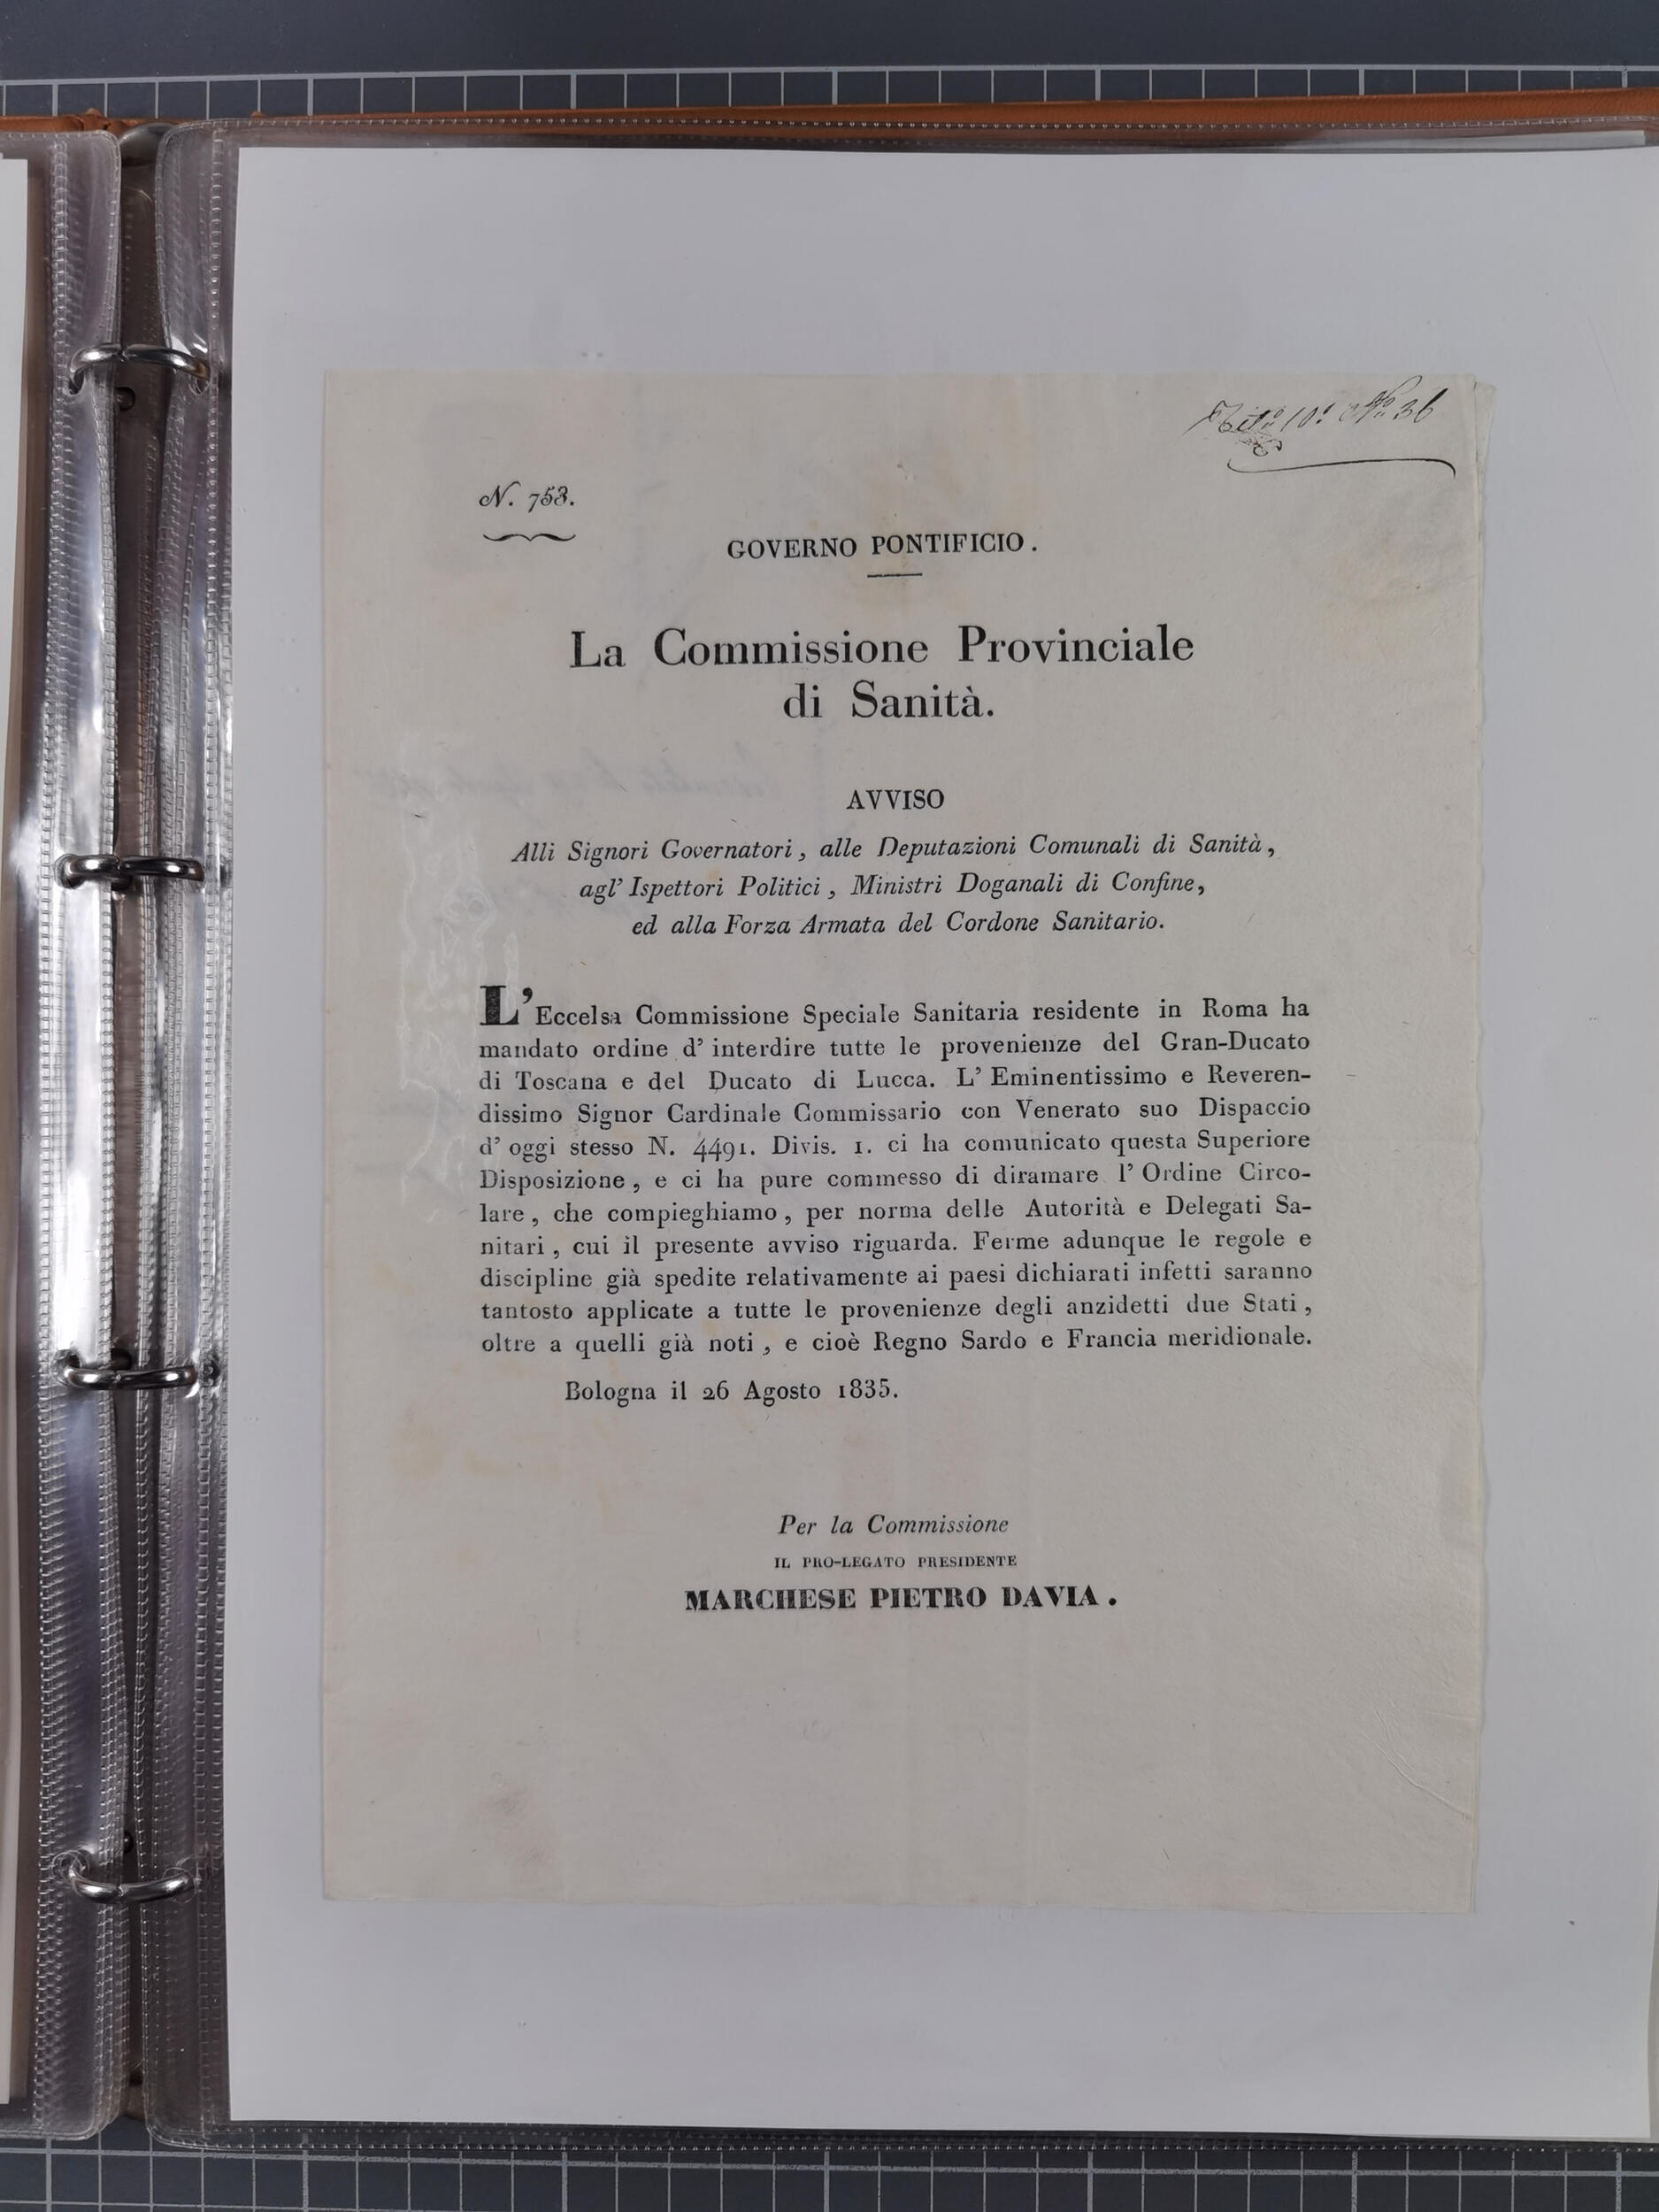 Tit.º 10.º N.º 36
N. 753.
GOVERNO PONTIFICIO.
La Commissione Provinciale
di Sanità.
AVVISO
Alli Signori Governatori, alle Deputazioni Comunali di Sanità,
agl' Ispettori Politici, Ministri Doganali di Confine,
ed alla Forza Armata del Cordone Sanitario.
L'Eccelsa Commissione Speciale Sanitaria residente in Roma ha
mandato ordine d' interdire tutte le provenienze del Gran-Ducato
di Toscana e del Ducato di Lucca. L' Eminentissimo e Reveren-
dissimo Signor Cardinale Commissario con Venerato suo Dispaccio
d' oggi stesso N. 4491. Divis. 1. ci ha comunicato questa Superiore
Disposizione, e ci ha pure commesso di diramare l' Ordine Circo-
lare, che compieghiamo, per norma delle Autorità e Delegati Sa-
nitari, cui il presente avviso riguarda. Ferme adunque le regole e
discipline già spedite relativamente ai paesi dichiarati infetti saranno
tantosto applicate a tutte le provenienze degli anzidetti due Stati,
oltre a quelli già noti, e cioè Regno Sardo e Francia meridionale.
Bologna il 26 Agosto 1835.
Per la Commissione
IL PRO-LEGATO PRESIDENTE
MARCHESE PIETRO DAVIA.